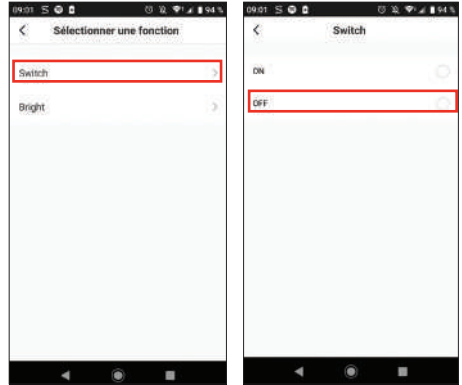 09:01 94 %
Sélectionner une fonction
Switch
Bright
09:01 94 %
Switch
ON
OFF